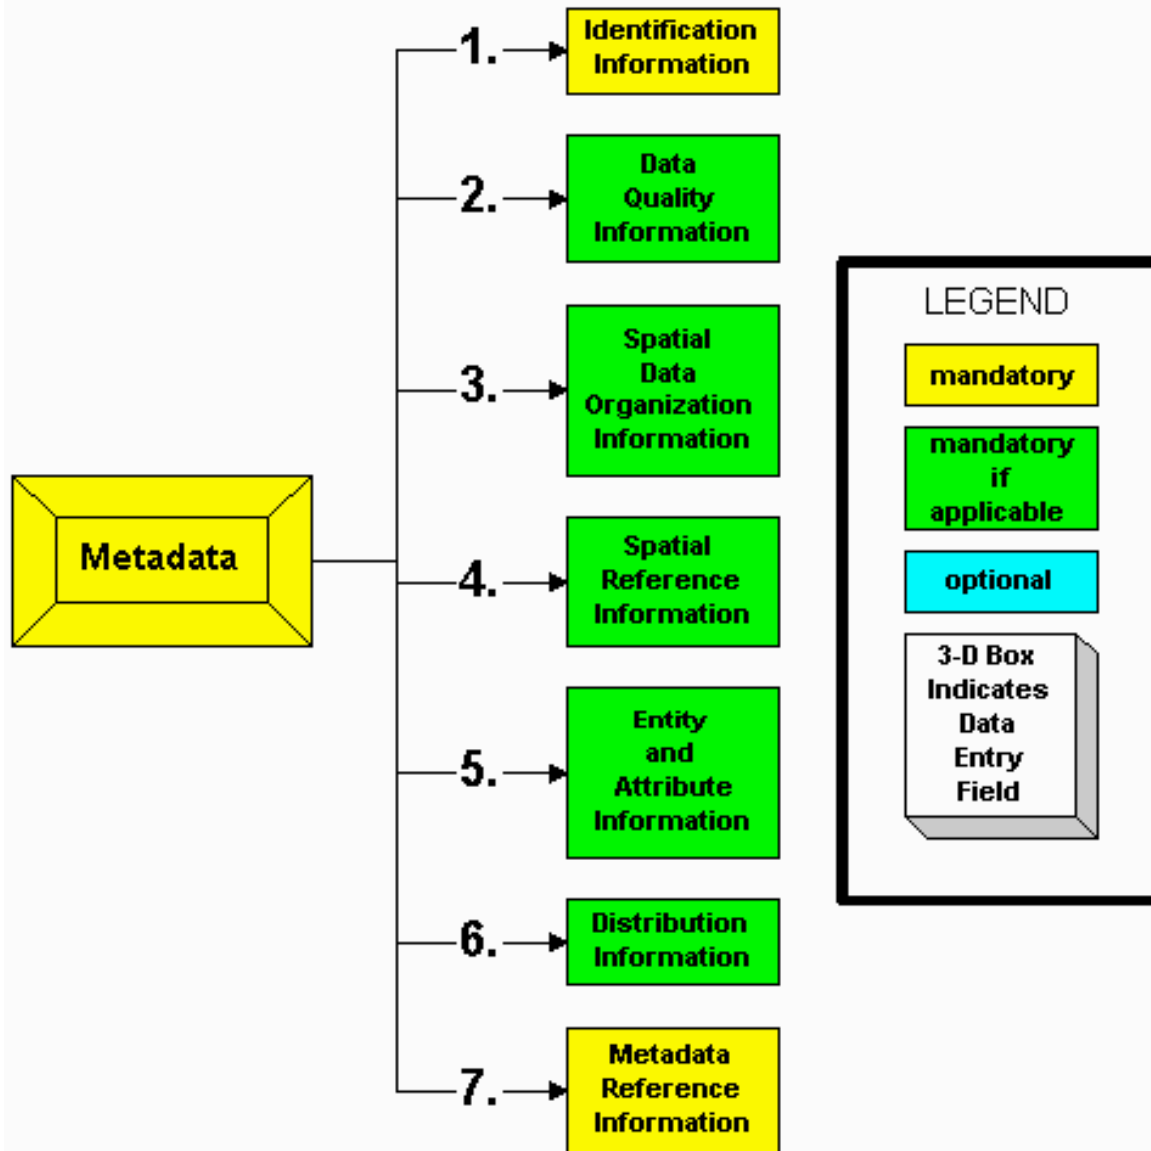 Metadata
1.
Identification
Information
2.
Data
Quality
Information
3.
Spatial
Data
Organization
Information
4.
Spatial
Reference
Information
5.
Entity
and
Attribute
Information
6.
Distribution
Information
7.
Metadata
Reference
Information
LEGEND
mandatory
mandatory
if
applicable
optional
3-D Box
Indicates
Data
Entry
Field